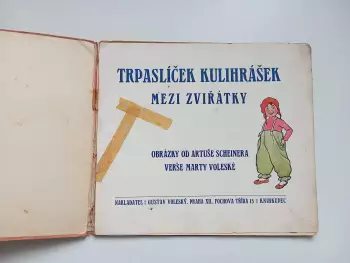 TRPASLÍČEK KULIHRÁŠEK
MEZI ZVIŘÁTKY
OBRÁZKY OD ARTUŠE SCHEINERA
VERŠE MARTY VOLESKÉ
NAKLADATEL: GUSTAV VOLESKÝ, PRAHA XII, FOCHOVA TŘÍDA 15 : KNIHKUPEC